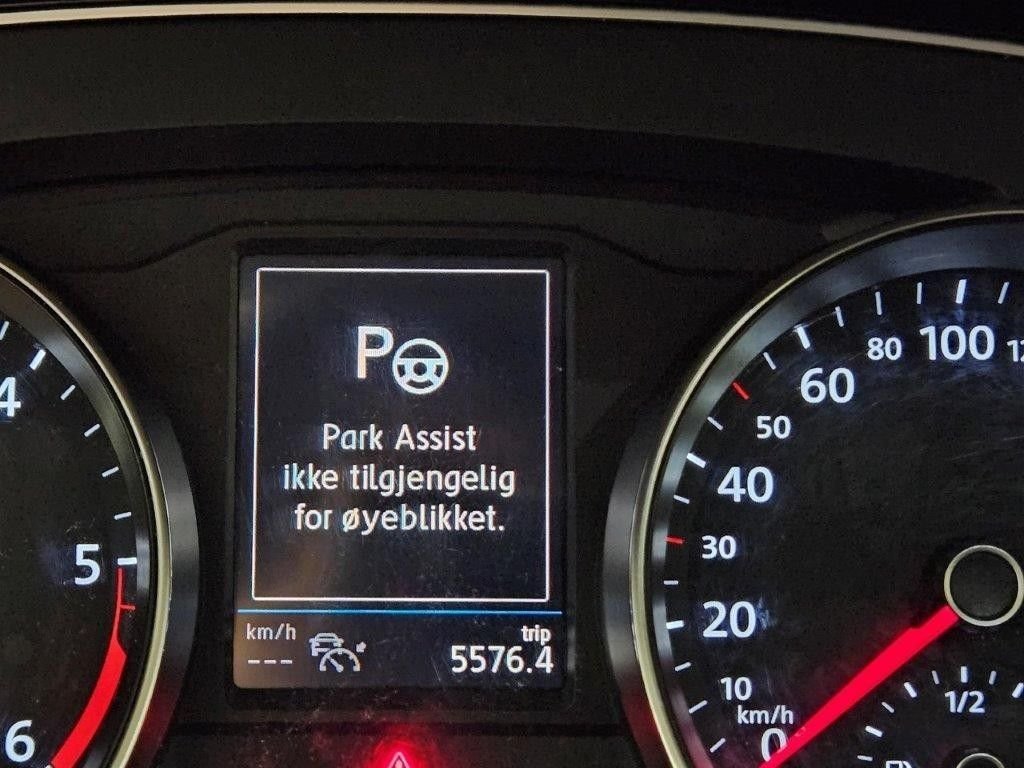 P
Park Assist
ikke tilgjengelig
for øyeblikket.
km/h
---
trip
5576.4
4
5
6
0
10
20
30
40
50
60
80
100
km/h
1/2